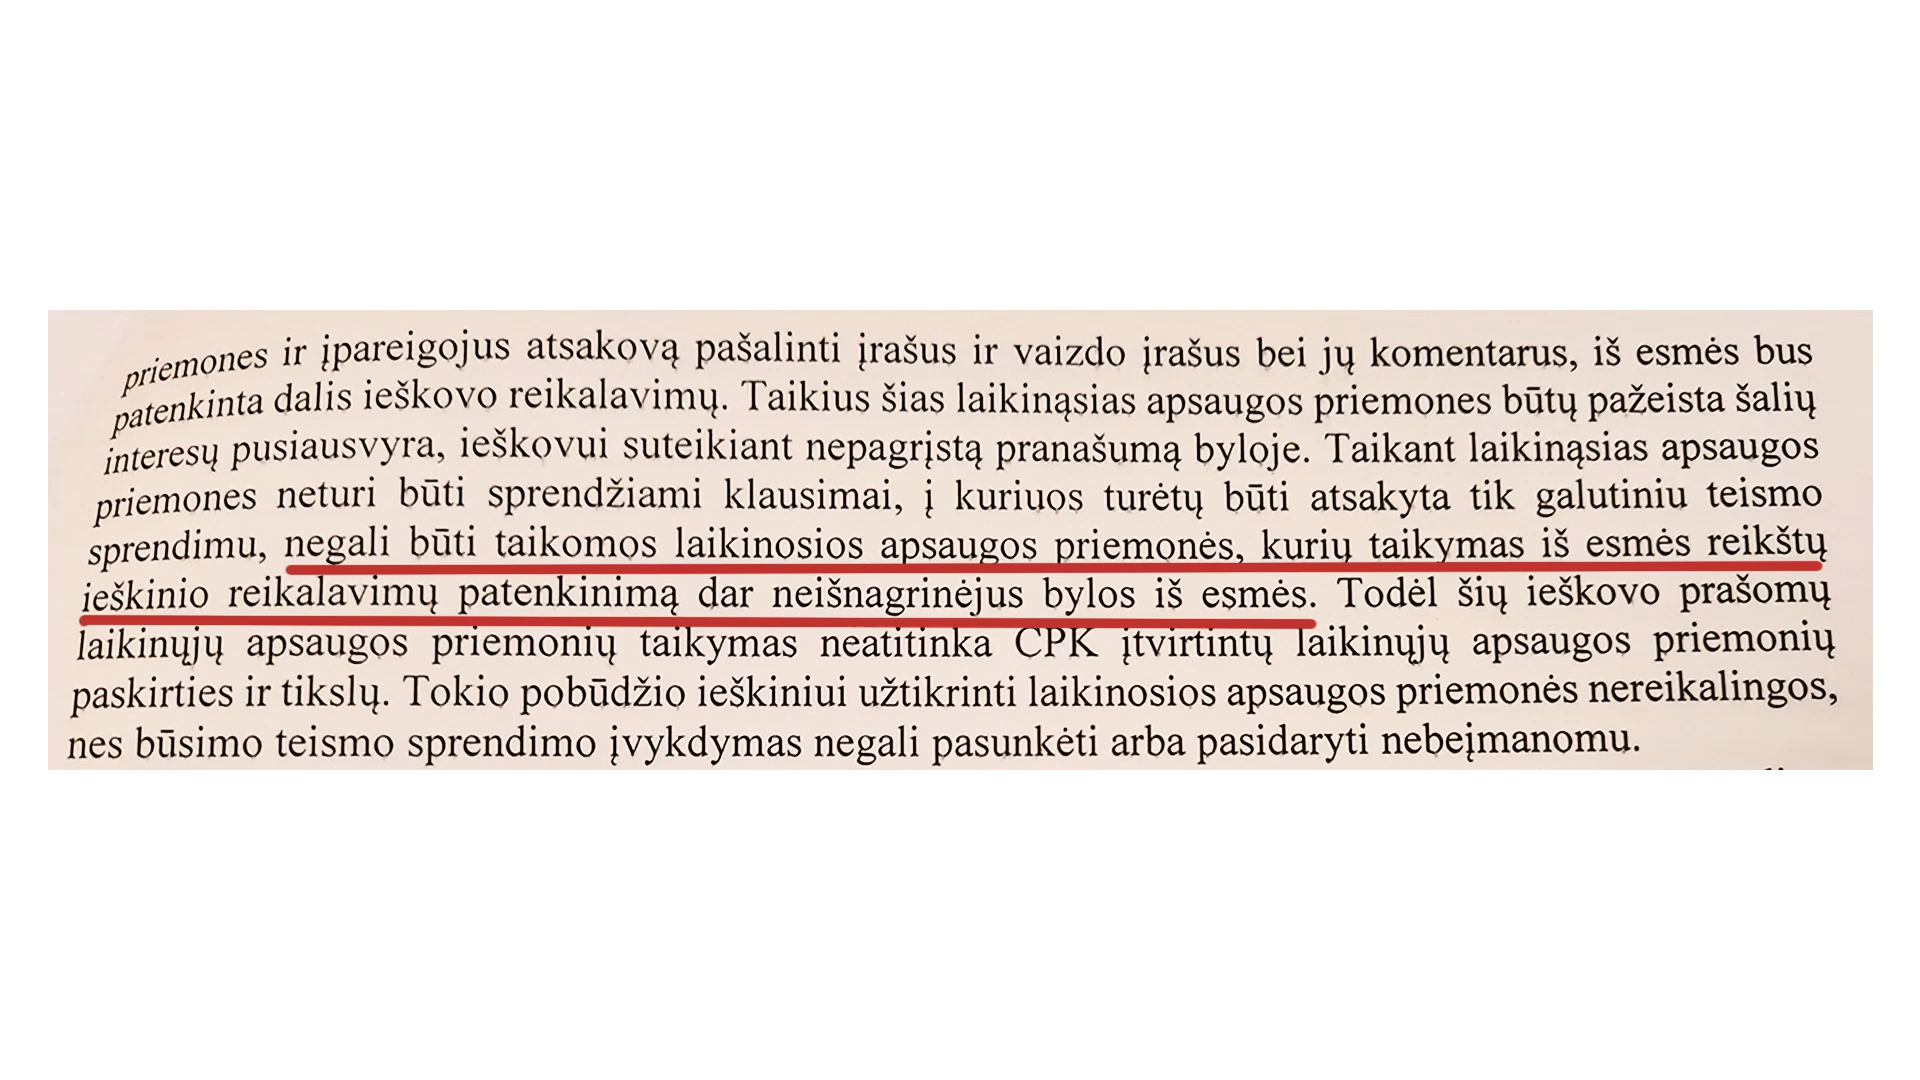 priemones ir įpareigojus atsakovą pašalinti įrašus ir vaizdo įrašus bei jų komentarus, iš esmės bus
patenkinta dalis ieškovo reikalavimų. Taikius šias laikinąsias apsaugos priemones būtų pažeista šalių
interesų pusiausvyra, ieškovui suteikiant nepagrįstą pranašumą byloje. Taikant laikinąsias apsaugos
priemones neturi būti sprendžiami klausimai, į kuriuos turėtų būti atsakyta tik galutiniu teismo
sprendimu, negali būti taikomos laikinosios apsaugos priemonės, kurių taikymas iš esmės reikštų
ieškinio reikalavimų patenkinimą dar neišnagrinėjus bylos iš esmės. Todėl šių ieškovo prašomų
laikinųjų apsaugos priemonių taikymas neatitinka CPK įtvirtintų laikinųjų apsaugos priemonių
paskirties ir tikslų. Tokio pobūdžio ieškiniui užtikrinti laikinosios apsaugos priemonės nereikalingos,
nes būsimo teismo sprendimo įvykdymas negali pasunkėti arba pasidaryti nebeįmanomu.